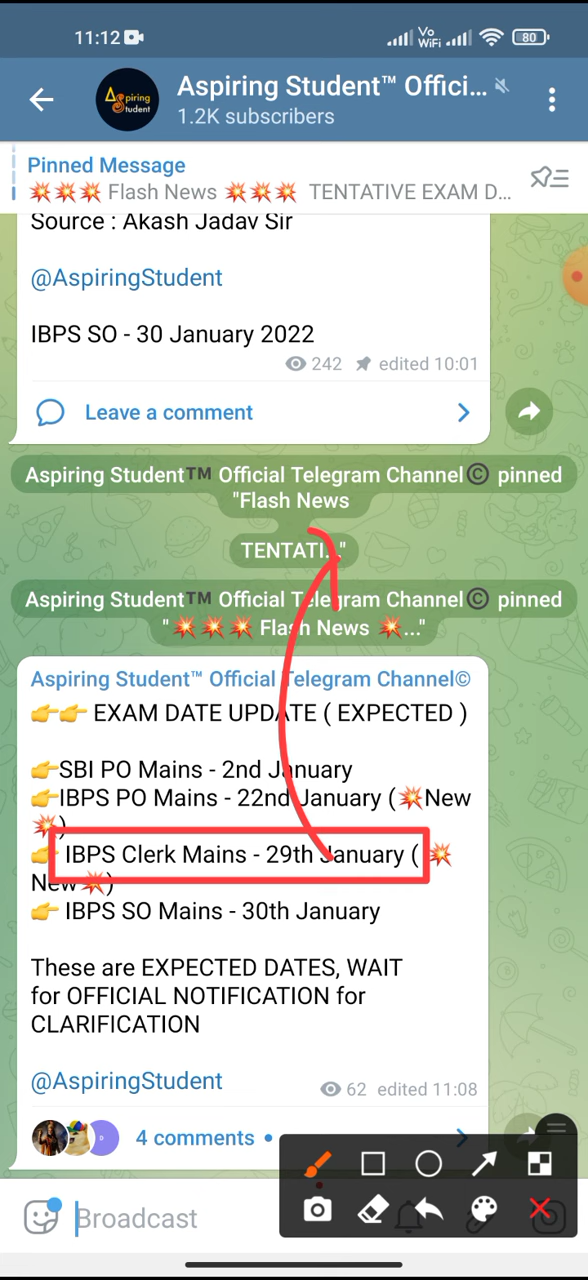 11:12
Vo
WiFi
80
Aspiring Student™ Offici...
1.2K subscribers
Aspiring
Student
Pinned Message
💥💥💥 Flash News 💥💥💥 TENTATIVE EXAM D...
Source : Akash Jadav Sir
@AspiringStudent
IBPS SO - 30 January 2022
242 edited 10:01
Leave a comment
Aspiring Student™️ Official Telegram Channel©️ pinned
"Flash News
TENTATI..."
Aspiring Student™️ Official Telegram Channel©️ pinned
" 💥💥💥 Flash News 💥..."
Aspiring Student™ Official Telegram Channel©
👉👉 EXAM DATE UPDATE ( EXPECTED )
👉SBI PO Mains - 2nd January
👉IBPS PO Mains - 22nd January (💥New
💥)
👉 IBPS Clerk Mains - 29th January ( 💥
New💥)
👉 IBPS SO Mains - 30th January
These are EXPECTED DATES, WAIT
for OFFICIAL NOTIFICATION for
CLARIFICATION
@AspiringStudent
62 edited 11:08
4 comments
Broadcast